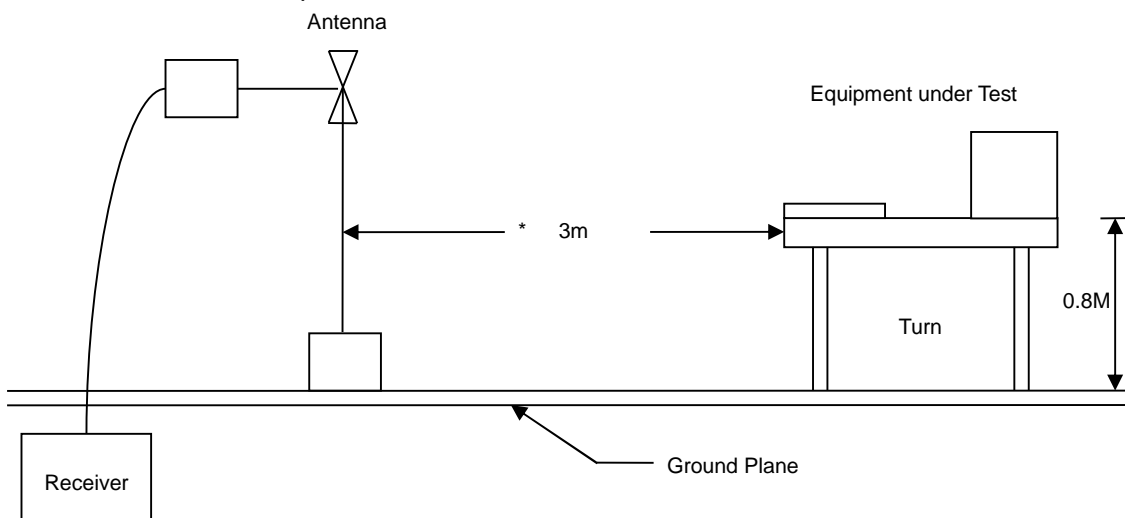 Antenna
Equipment under Test
* 3m
0.8M
Turn
Ground Plane
Receiver